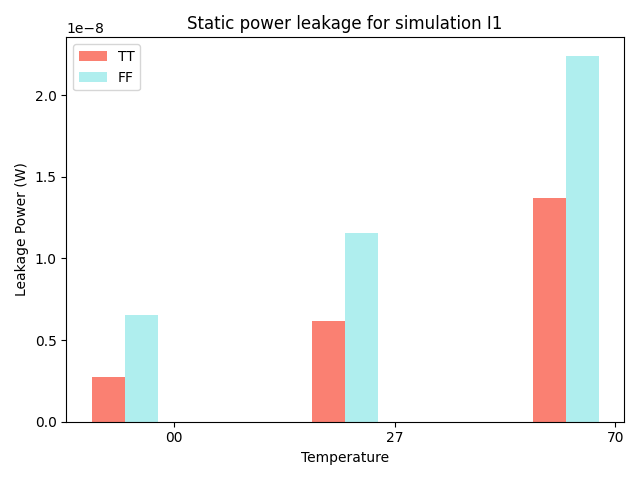 Static power leakage for simulation I1
1e−8
TT
FF
2.0
1.5
1.0
0.5
0.0
Leakage Power (W)
00 27 70
Temperature